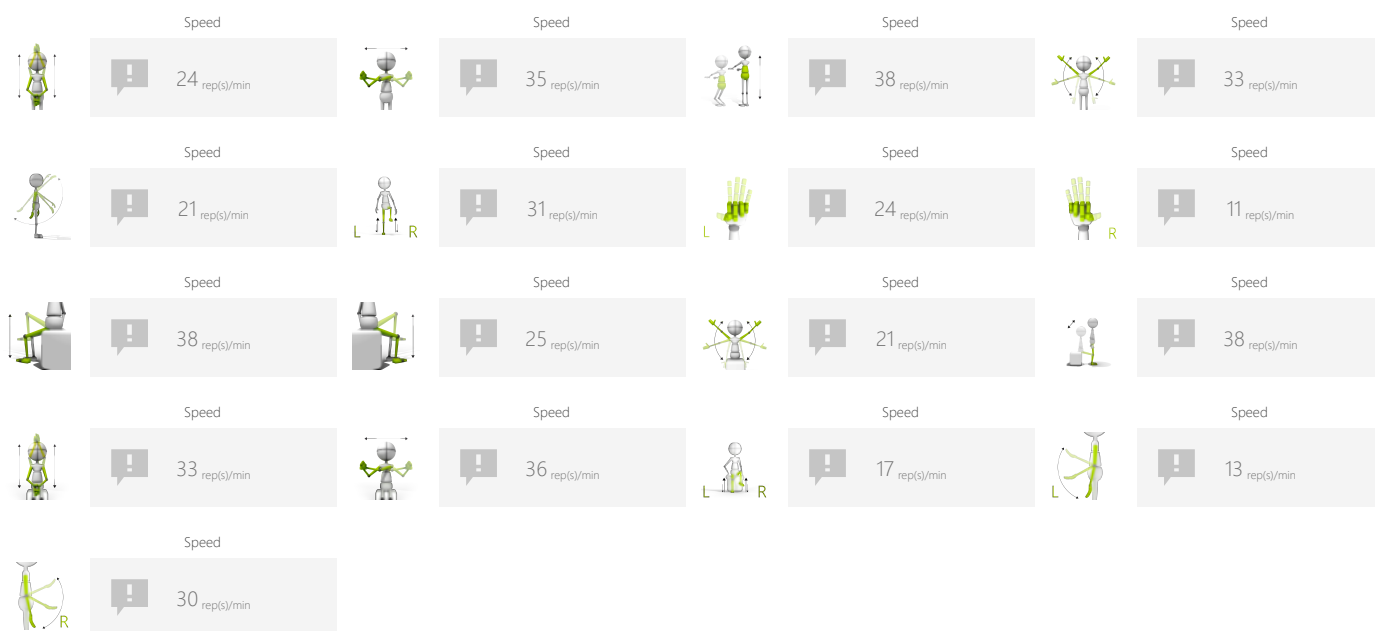 Speed Speed Speed Speed
24 rep(s)/min 35 rep(s)/min 38 rep(s)/min 33 rep(s)/min
Speed Speed Speed Speed
21 rep(s)/min L R 31 rep(s)/min L 24 rep(s)/min R 11 rep(s)/min
Speed Speed Speed Speed
38 rep(s)/min 25 rep(s)/min 21 rep(s)/min 38 rep(s)/min
Speed Speed Speed Speed
33 rep(s)/min 36 rep(s)/min L R 17 rep(s)/min L 13 rep(s)/min
Speed
R 30 rep(s)/min